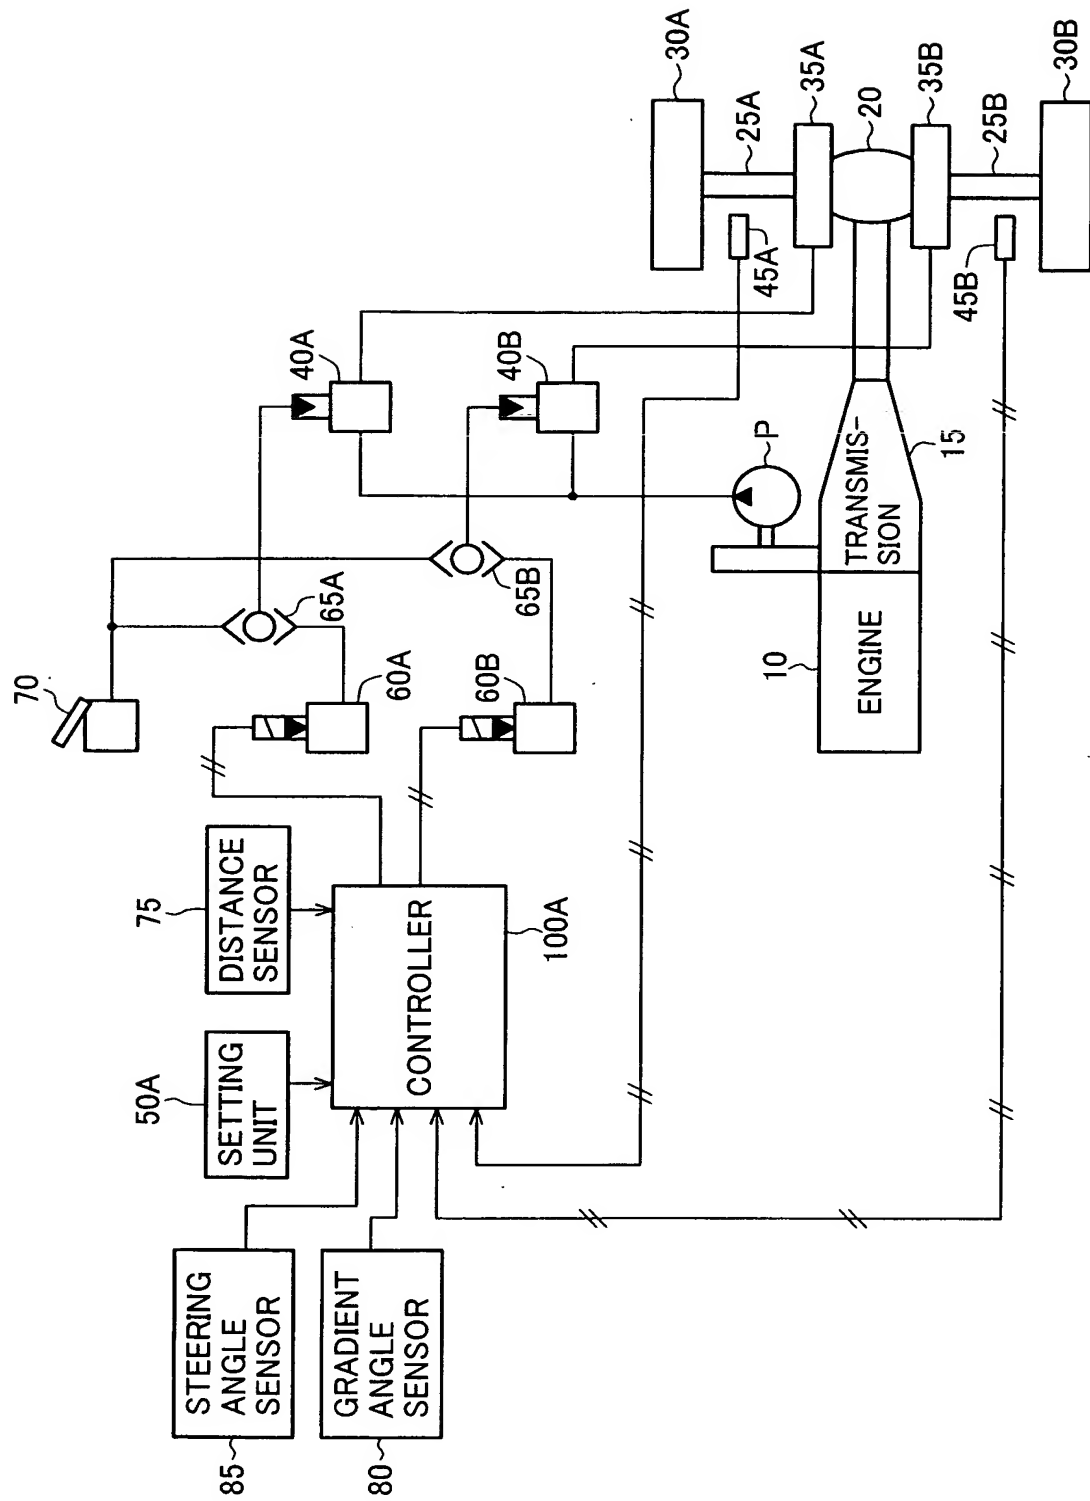 85
STEERING
ANGLE
SENSOR
80
GRADIENT
ANGLE
SENSOR
50A
SETTING
UNIT
75
DISTANCE
SENSOR
CONTROLLER
100A
70
60A
60B
65A
65B
40A
40B
P
10
ENGINE
TRANSMIS-
SION
15
45A
45B
30A
25A
35A
20
35B
25B
30B